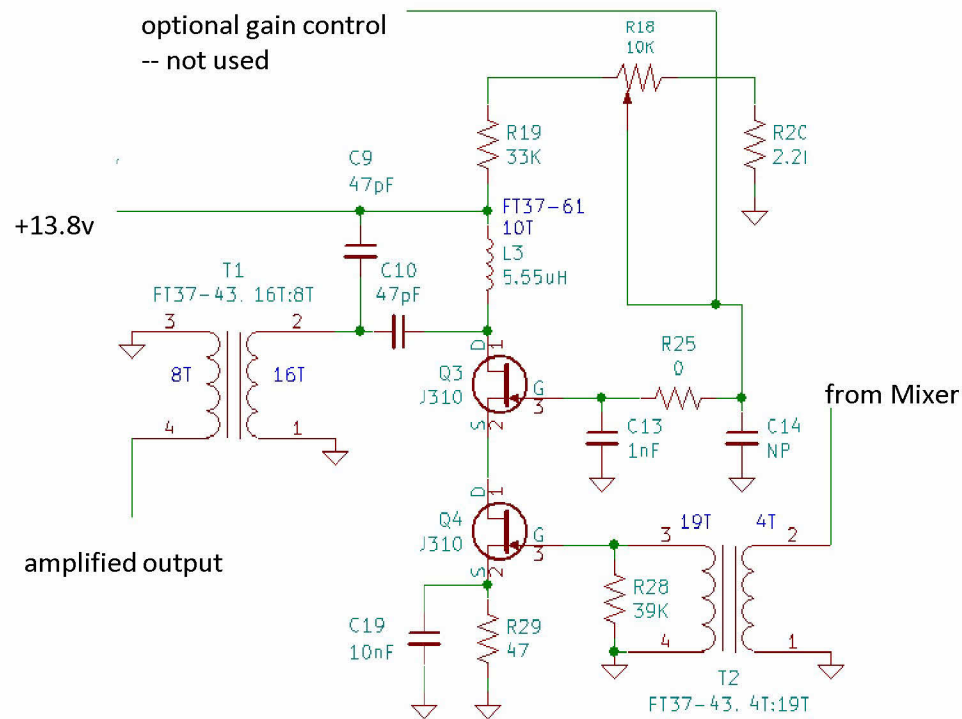 optional gain control
-- not used
R18
10K
R19
33K
2.2
C9
47pF
+13.8v
FT37-61
10T
L3
5.55uH
T1
FT37-43. 16T:8T
C10
47pF
3
2
8T
16T
4
1
D
1
Q3
J310
G
3
S
2
R25
0
from Mixer
C13
1nF
C14
NP
D
1
Q4
J310
G
3
S
2
19T
4T
3
2
R28
39K
4
1
amplified output
C19
10nF
R29
47
T2
FT37-43. 4T:19T